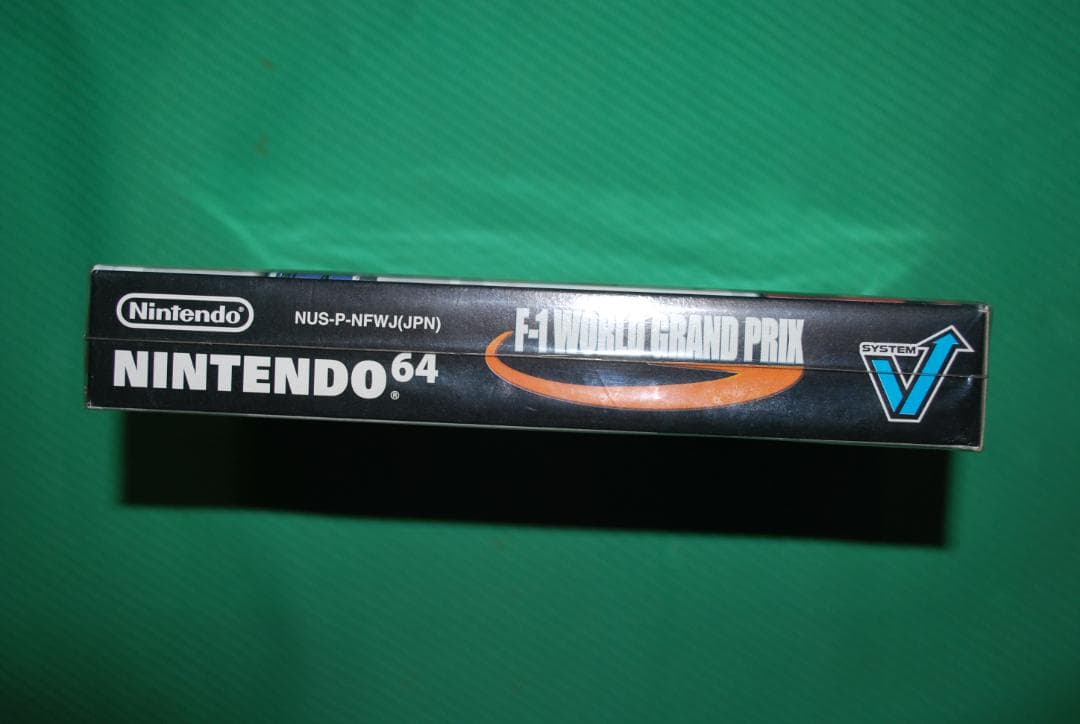 Nintendo®
NUS-P-NFWJ(JPN)
NINTENDO64®
F-1 WORLD GRAND PRIX
SYSTEM
V